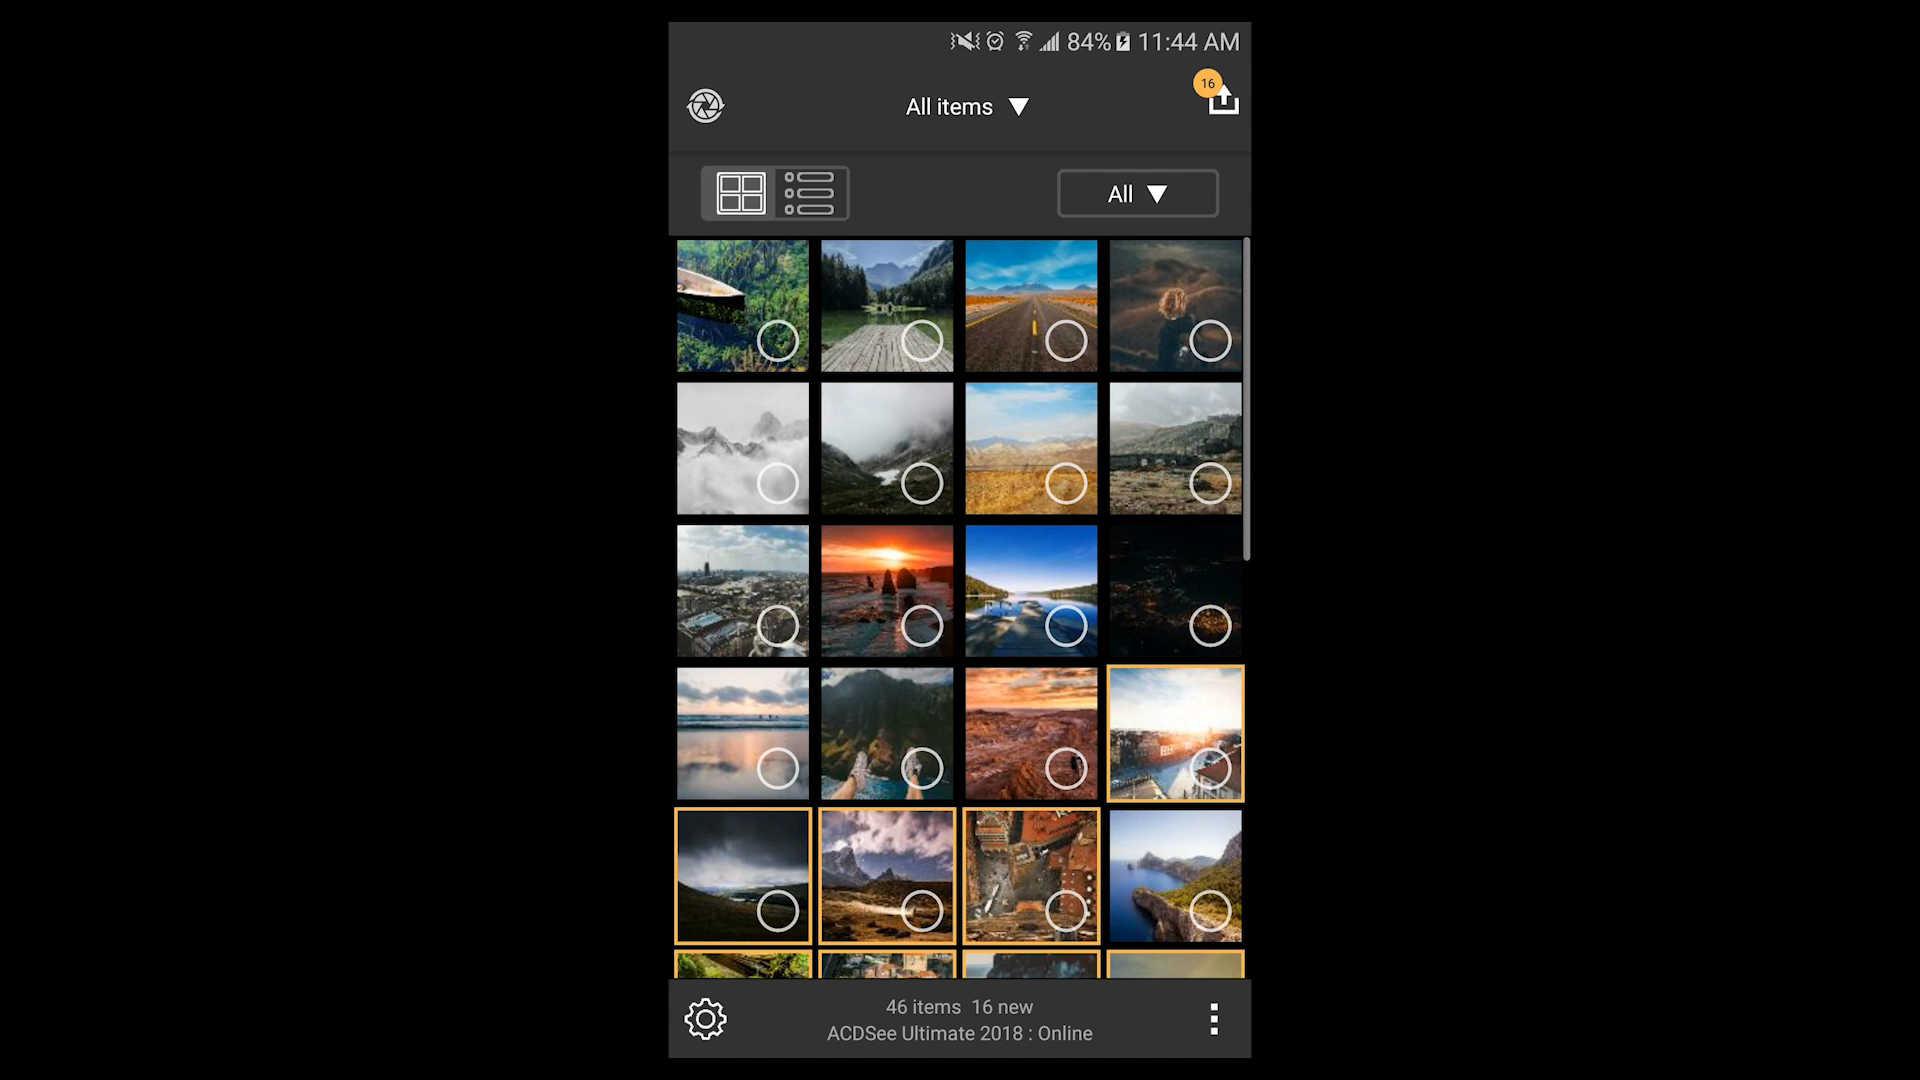 84% 11:44 AM
16
All items
All
46 items 16 new
ACDSee Ultimate 2018 : Online